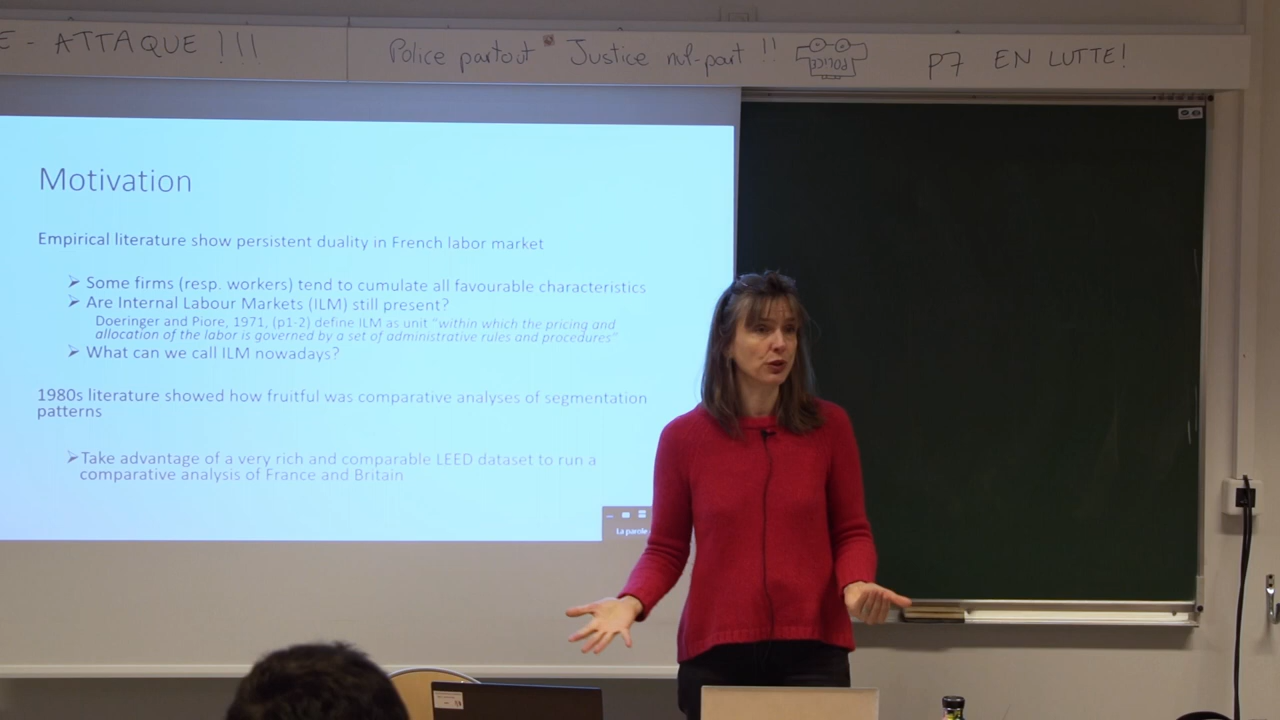 E - ATTAQUE !!!
Police partout Justice nul-part !!
POLICE
P7 EN LUTTE!
Motivation
Empirical literature show persistent duality in French labor market
➢ Some firms (resp. workers) tend to cumulate all favourable characteristics
➢ Are Internal Labour Markets (ILM) still present?
Doeringer and Piore, 1971, (p1-2) define ILM as unit "within which the pricing and
allocation of the labor is governed by a set of administrative rules and procedures"
➢ What can we call ILM nowadays?
1980s literature showed how fruitful was comparative analyses of segmentation
patterns
➢ Take advantage of a very rich and comparable LEED dataset to run a
comparative analysis of France and Britain
La parole